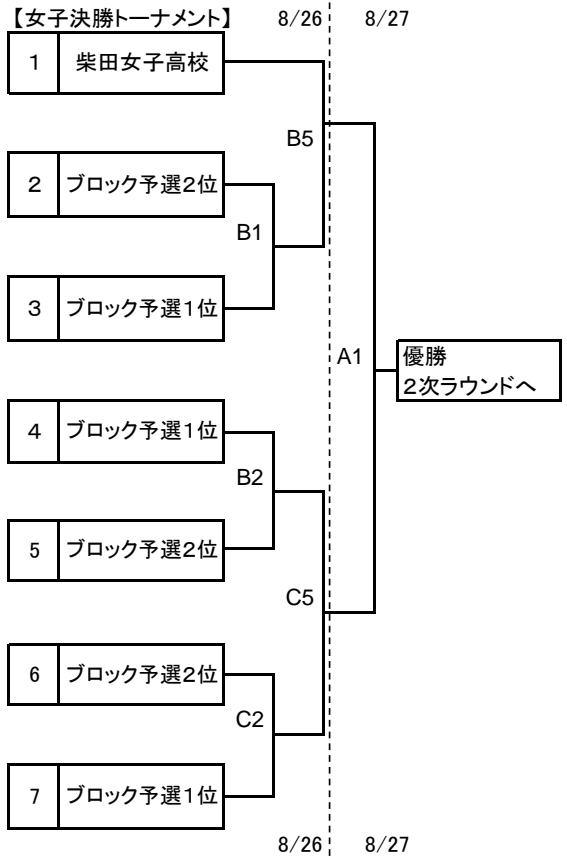 【女子決勝トーナメント】 8/26 8/27
1 柴田女子高校
B5
2 ブロック予選2位
B1
3 ブロック予選1位
A1
優勝
2次ラウンドへ
4 ブロック予選1位
B2
5 ブロック予選2位
C5
6 ブロック予選2位
C2
7 ブロック予選1位
8/26 8/27